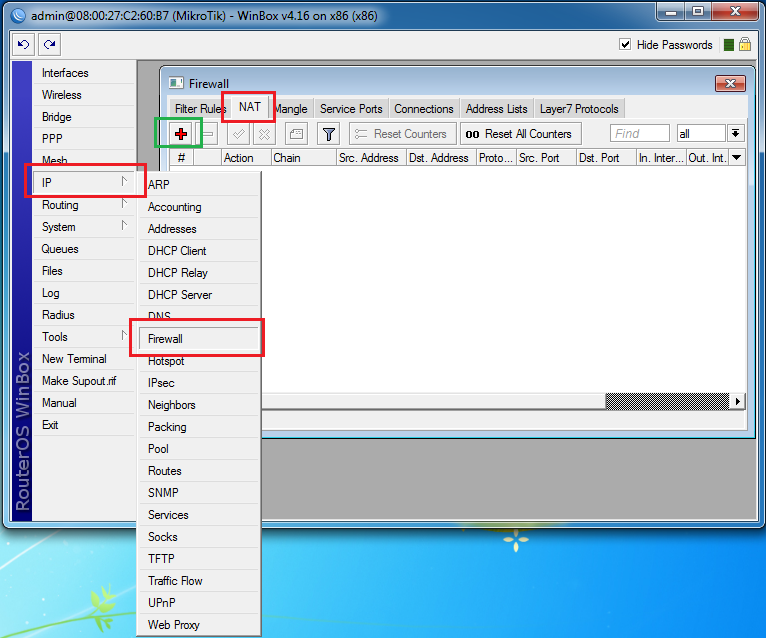 admin@08:00:27:C2:60:B7 (MikroTik) - WinBox v4.16 on x86 (x86)
Hide Passwords
Interfaces
Wireless
Bridge
PPP
Mesh
IP
Routing
System
Queues
Files
Log
Radius
Tools
New Terminal
Make Supout.rif
Manual
Exit
RouterOS WinBox
Firewall
Filter Rules NAT Mangle Service Ports Connections Address Lists Layer7 Protocols
Reset Counters 00 Reset All Counters Find all
# Action Chain Src. Address Dst. Address Proto... Src. Port Dst. Port In. Inter... Out. Int.
ARP
Accounting
Addresses
DHCP Client
DHCP Relay
DHCP Server
DNS
Firewall
Hotspot
IPsec
Neighbors
Packing
Pool
Routes
SNMP
Services
Socks
TFTP
Traffic Flow
UPnP
Web Proxy